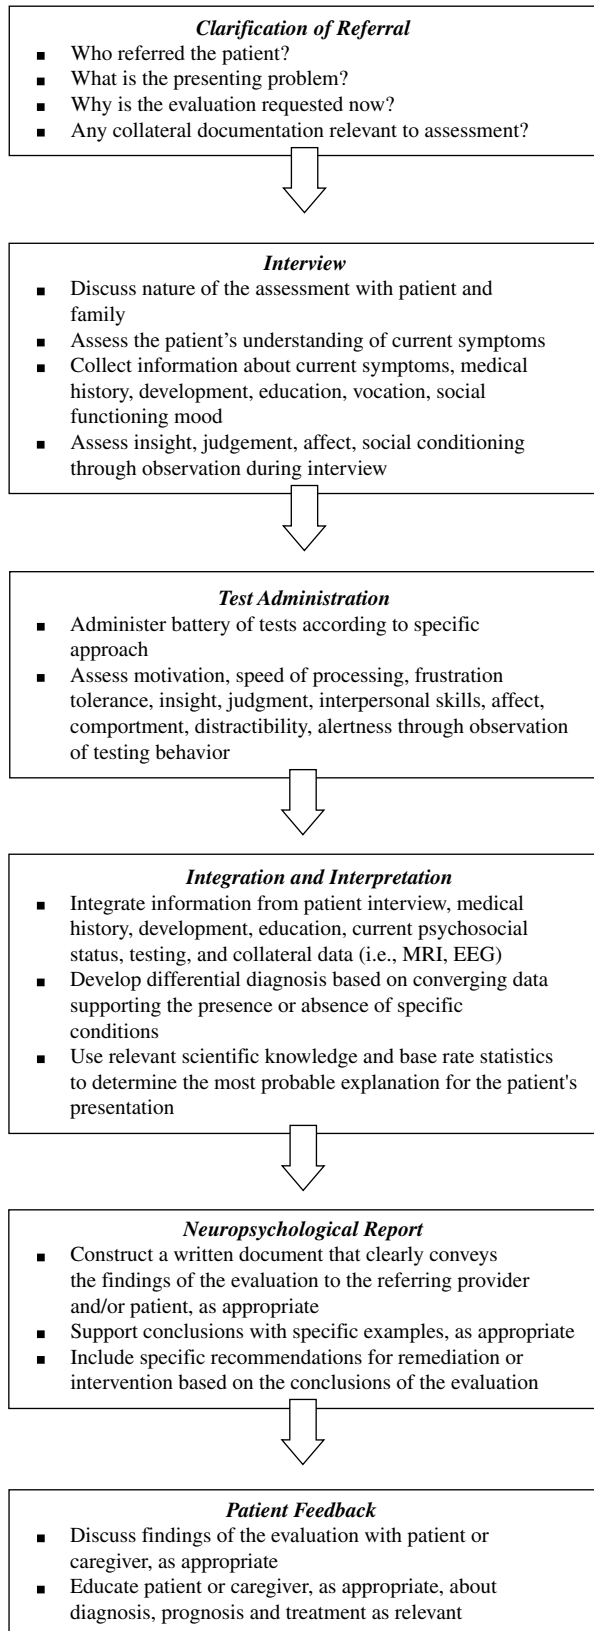 Clarification of Referral
▪ Who referred the patient?
▪ What is the presenting problem?
▪ Why is the evaluation requested now?
▪ Any collateral documentation relevant to assessment?
Interview
▪ Discuss nature of the assessment with patient and
family
▪ Assess the patient's understanding of current symptoms
▪ Collect information about current symptoms, medical
history, development, education, vocation, social
functioning mood
▪ Assess insight, judgement, affect, social conditioning
through observation during interview
Test Administration
▪ Administer battery of tests according to specific
approach
▪ Assess motivation, speed of processing, frustration
tolerance, insight, judgment, interpersonal skills, affect,
comportment, distractibility, alertness through observation
of testing behavior
Integration and Interpretation
▪ Integrate information from patient interview, medical
history, development, education, current psychosocial
status, testing, and collateral data (i.e., MRI, EEG)
▪ Develop differential diagnosis based on converging data
supporting the presence or absence of specific
conditions
▪ Use relevant scientific knowledge and base rate statistics
to determine the most probable explanation for the patient's
presentation
Neuropsychological Report
▪ Construct a written document that clearly conveys
the findings of the evaluation to the referring provider
and/or patient, as appropriate
▪ Support conclusions with specific examples, as appropriate
▪ Include specific recommendations for remediation or
intervention based on the conclusions of the evaluation
Patient Feedback
▪ Discuss findings of the evaluation with patient or
caregiver, as appropriate
▪ Educate patient or caregiver, as appropriate, about
diagnosis, prognosis and treatment as relevant